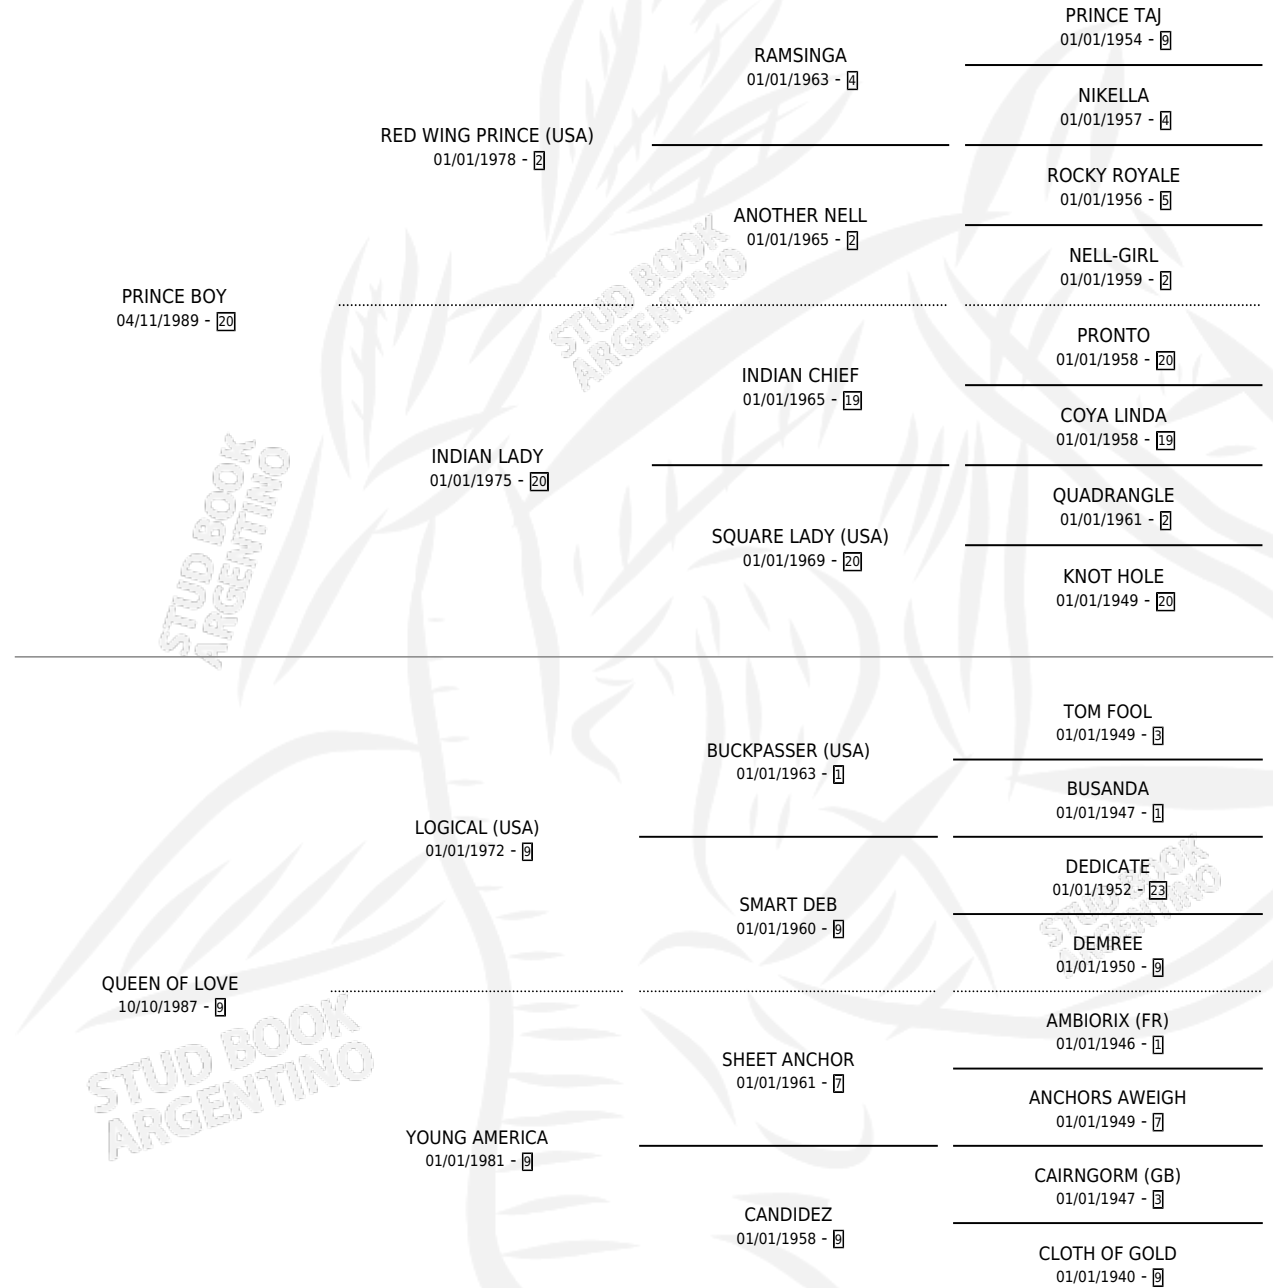 PRINCE TAJ
01/01/1954 - 9
RAMSINGA
01/01/1963 - 4
NIKELLA
01/01/1957 - 4
RED WING PRINCE (USA)
01/01/1978 - 2
ROCKY ROYALE
01/01/1956 - 5
ANOTHER NELL
01/01/1965 - 2
NELL-GIRL
01/01/1959 - 2
PRINCE BOY
04/11/1989 - 20
PRONTO
01/01/1958 - 20
INDIAN CHIEF
01/01/1965 - 19
COYA LINDA
01/01/1958 - 19
INDIAN LADY
01/01/1975 - 20
QUADRANGLE
01/01/1961 - 2
SQUARE LADY (USA)
01/01/1969 - 20
KNOT HOLE
01/01/1949 - 20
TOM FOOL
01/01/1949 - 3
BUCKPASSER (USA)
01/01/1963 - 1
BUSANDA
01/01/1947 - 1
LOGICAL (USA)
01/01/1972 - 9
DEDICATE
01/01/1952 - 23
SMART DEB
01/01/1960 - 9
DEMREE
01/01/1950 - 9
QUEEN OF LOVE
10/10/1987 - 9
AMBIORIX (FR)
01/01/1946 - 1
SHEET ANCHOR
01/01/1961 - 7
ANCHORS AWEIGH
01/01/1949 - 7
YOUNG AMERICA
01/01/1981 - 9
CAIRNGORM (GB)
01/01/1947 - 3
CANDIDEZ
01/01/1958 - 9
CLOTH OF GOLD
01/01/1940 - 9
STUD BOOK
ARGENTINO
STUD BOOK
ARGENTINO
STUD BOOK
ARGENTINO
STUD BOOK
ARGENTINO